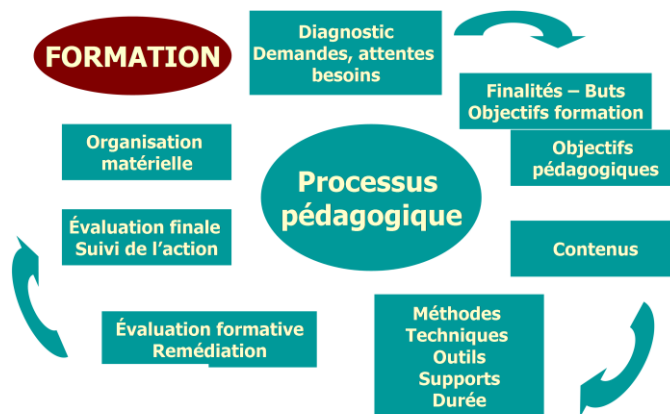 FORMATION
Diagnostic
Demandes, attentes
besoins
Finalités – Buts
Objectifs formation
Objectifs
pédagogiques
Contenus
Méthodes
Techniques
Outils
Supports
Durée
Évaluation formative
Remédiation
Évaluation finale
Suivi de l’action
Organisation
matérielle
Processus
pédagogique